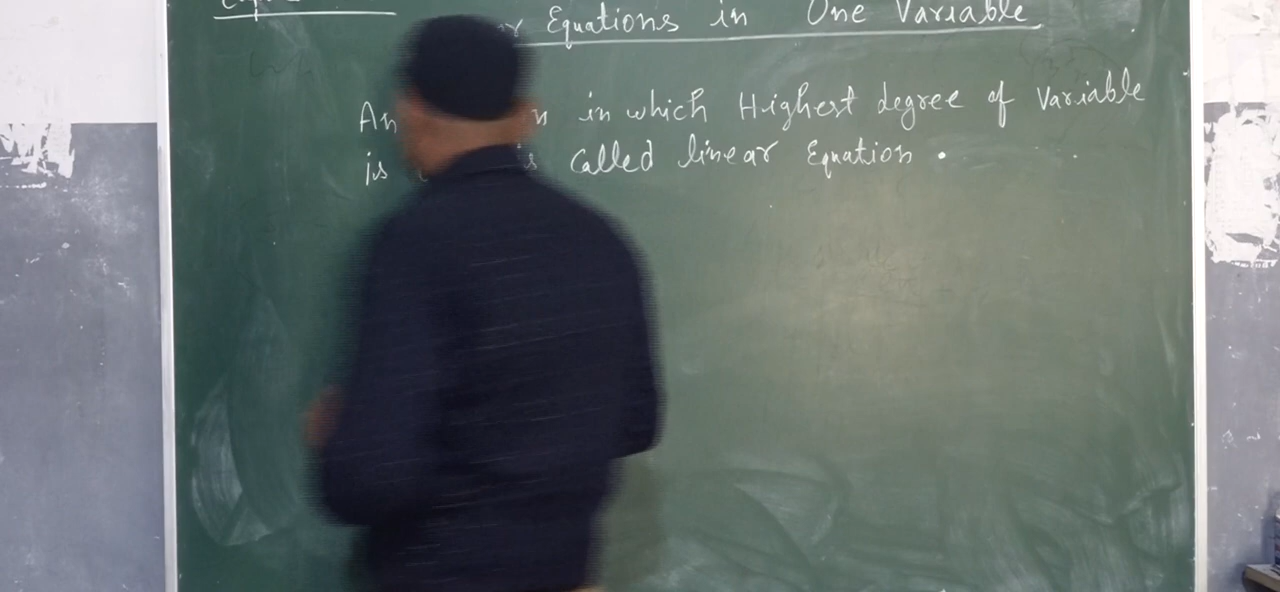 Equations in One Variable
An in which Highest degree of Variable
is called linear Equation .